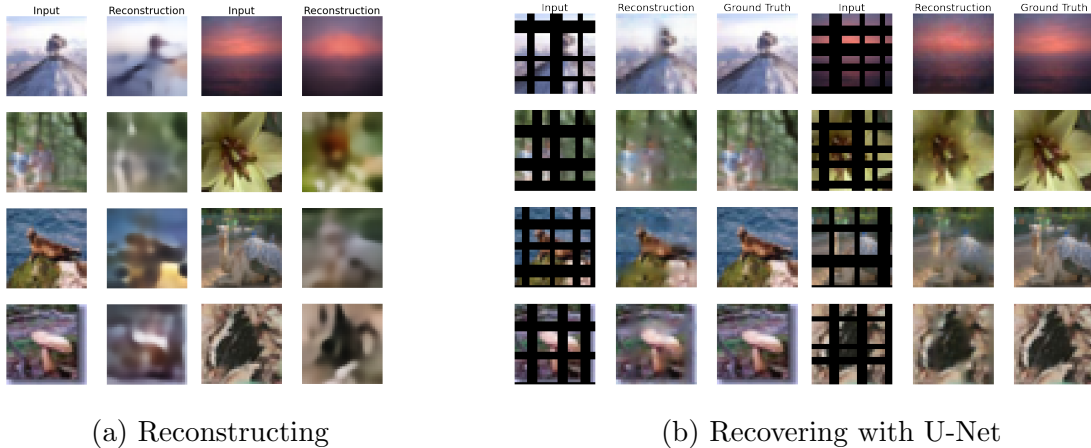 Input Reconstruction Input Reconstruction
Input Reconstruction Ground Truth Input Reconstruction Ground Truth
(a) Reconstructing
(b) Recovering with U-Net